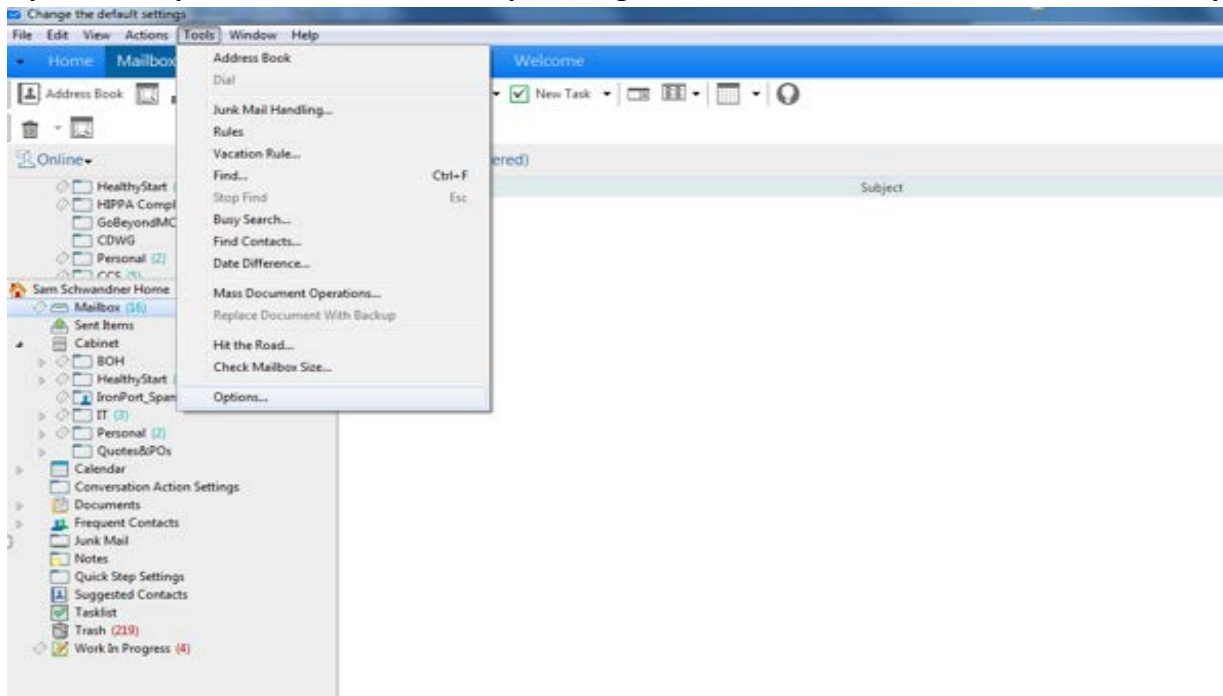 Change the default settings
File Edit View Actions Tools Window Help
Home Mailbox Welcome
Address Book New Task
Online ered)
Subject
Address Book
Dial
Junk Mail Handling...
Rules
Vacation Rule...
Find... Ctrl+F
Stop Find Esc
Busy Search...
Find Contacts...
Date Difference...
Mass Document Operations...
Replace Document With Backup
Hit the Road...
Check Mailbox Size...
Options...
HealthyStart
HIPPA Compl
GoBeyondMC
CDWG
Personal (2)
CCS
Sam Schwandner Home
Mailbox (16)
Sent Items
Cabinet
BOH
HealthyStart
IronPort_Span
IT (3)
Personal (2)
Quotes&POs
Calendar
Conversation Action Settings
Documents
Frequent Contacts
Junk Mail
Notes
Quick Step Settings
Suggested Contacts
Tasklist
Trash (219)
Work In Progress (4)